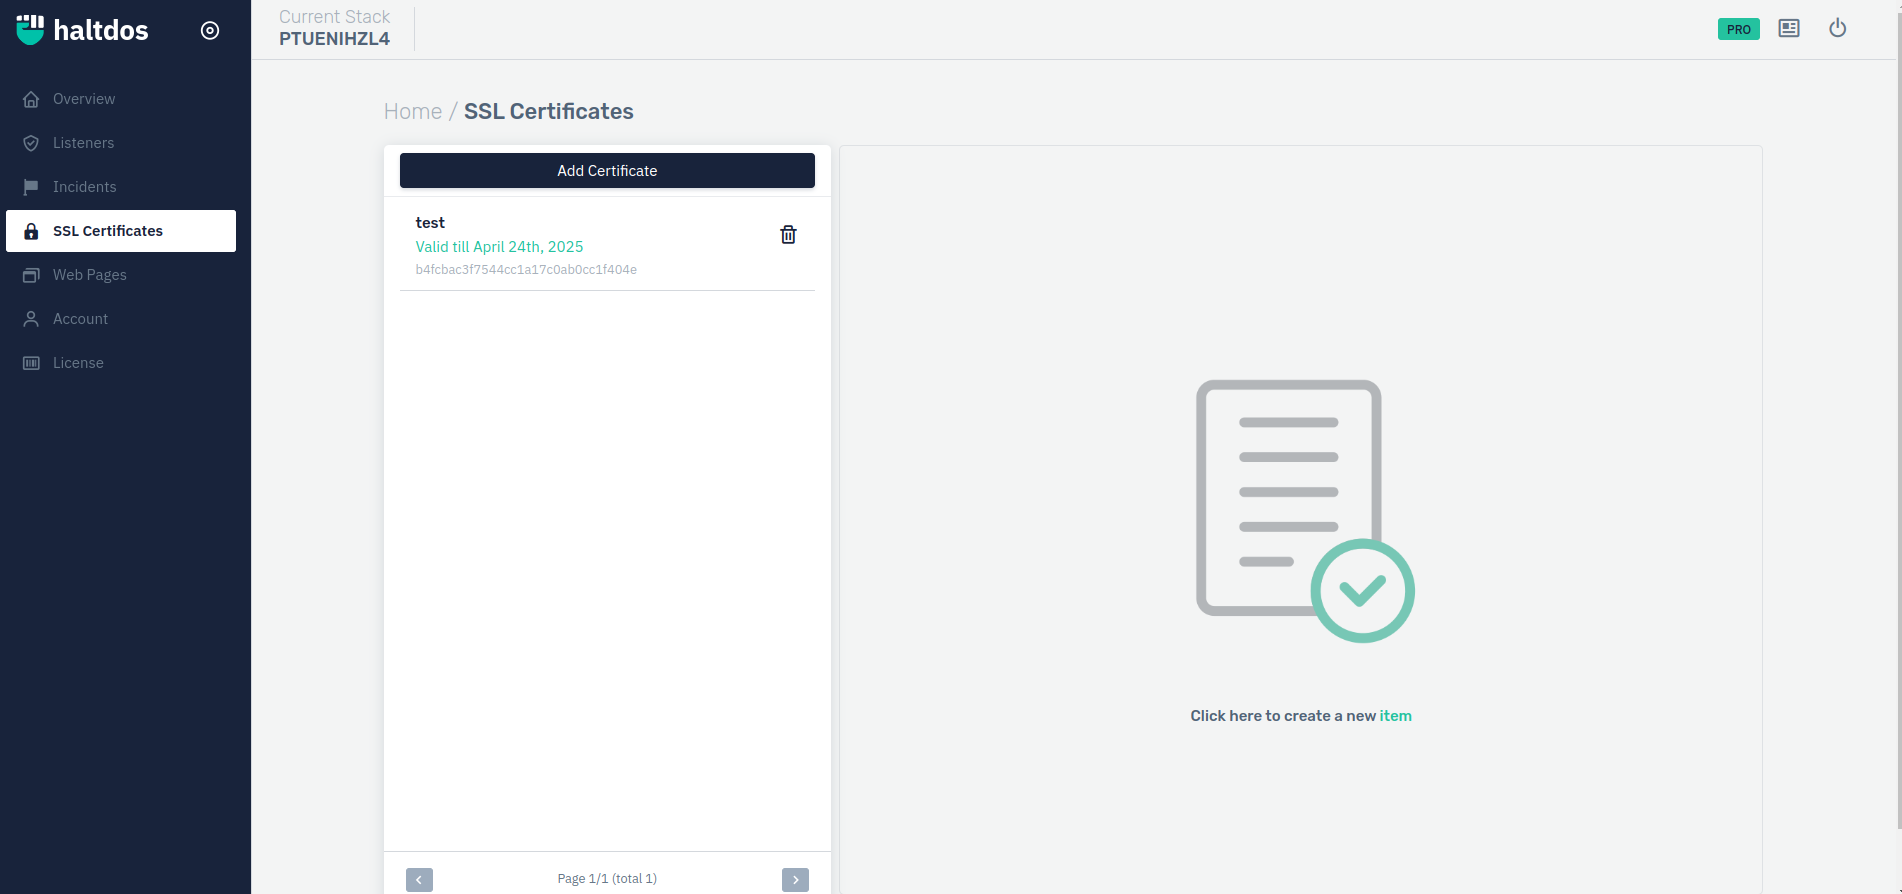 haltdos
Current Stack
PTUENIHZL4
PRO
Overview
Listeners
Incidents
SSL Certificates
Web Pages
Account
License
Home / SSL Certificates
Add Certificate
test
Valid till April 24th, 2025
b4fcbac3f7544cc1a17c0ab0cc1f404e
Click here to create a new item
Page 1/1 (total 1)